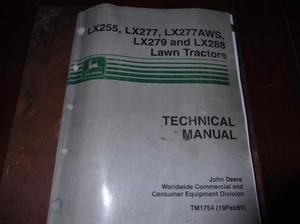 LX255, LX277, LX277AWS,
LX279 and LX288
Lawn Tractors
TECHNICAL
MANUAL
John Deere
Worldwide Commercial and
Consumer Equipment Division
TM1754 (19Feb99)